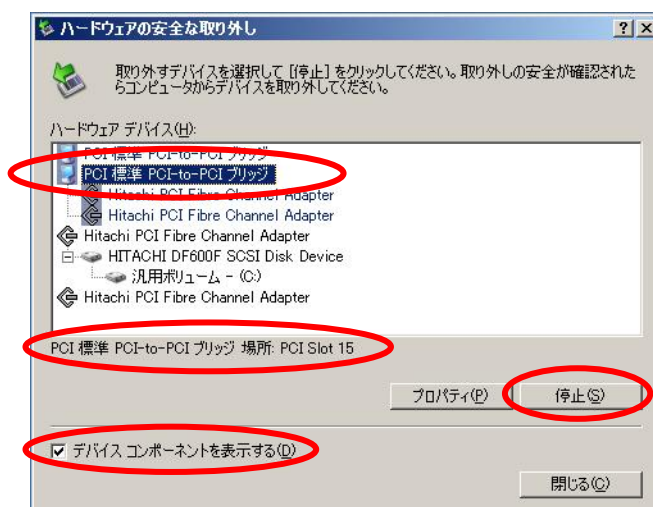 ハードウェアの安全な取り外し
取り外すデバイスを選択して [停止] をクリックしてください。取り外しの安全が確認された
らコンピュータからデバイスを取り外してください。
ハードウェア デバイス(H):
PCI 標準 PCI-to-PCI ブリッジ
PCI 標準 PCI-to-PCI ブリッジ
Hitachi PCI Fibre Channel Adapter
Hitachi PCI Fibre Channel Adapter
Hitachi PCI Fibre Channel Adapter
HITACHI DF600F SCSI Disk Device
汎用ボリューム - (C:)
Hitachi PCI Fibre Channel Adapter
PCI 標準 PCI-to-PCI ブリッジ 場所: PCI Slot 15
プロパティ(P)
停止(S)
デバイス コンポーネントを表示する(D)
閉じる(C)